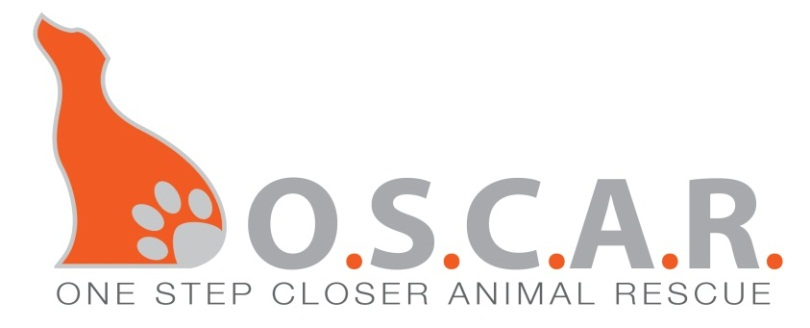 O.S.C.A.R.
ONE STEP CLOSER ANIMAL RESCUE